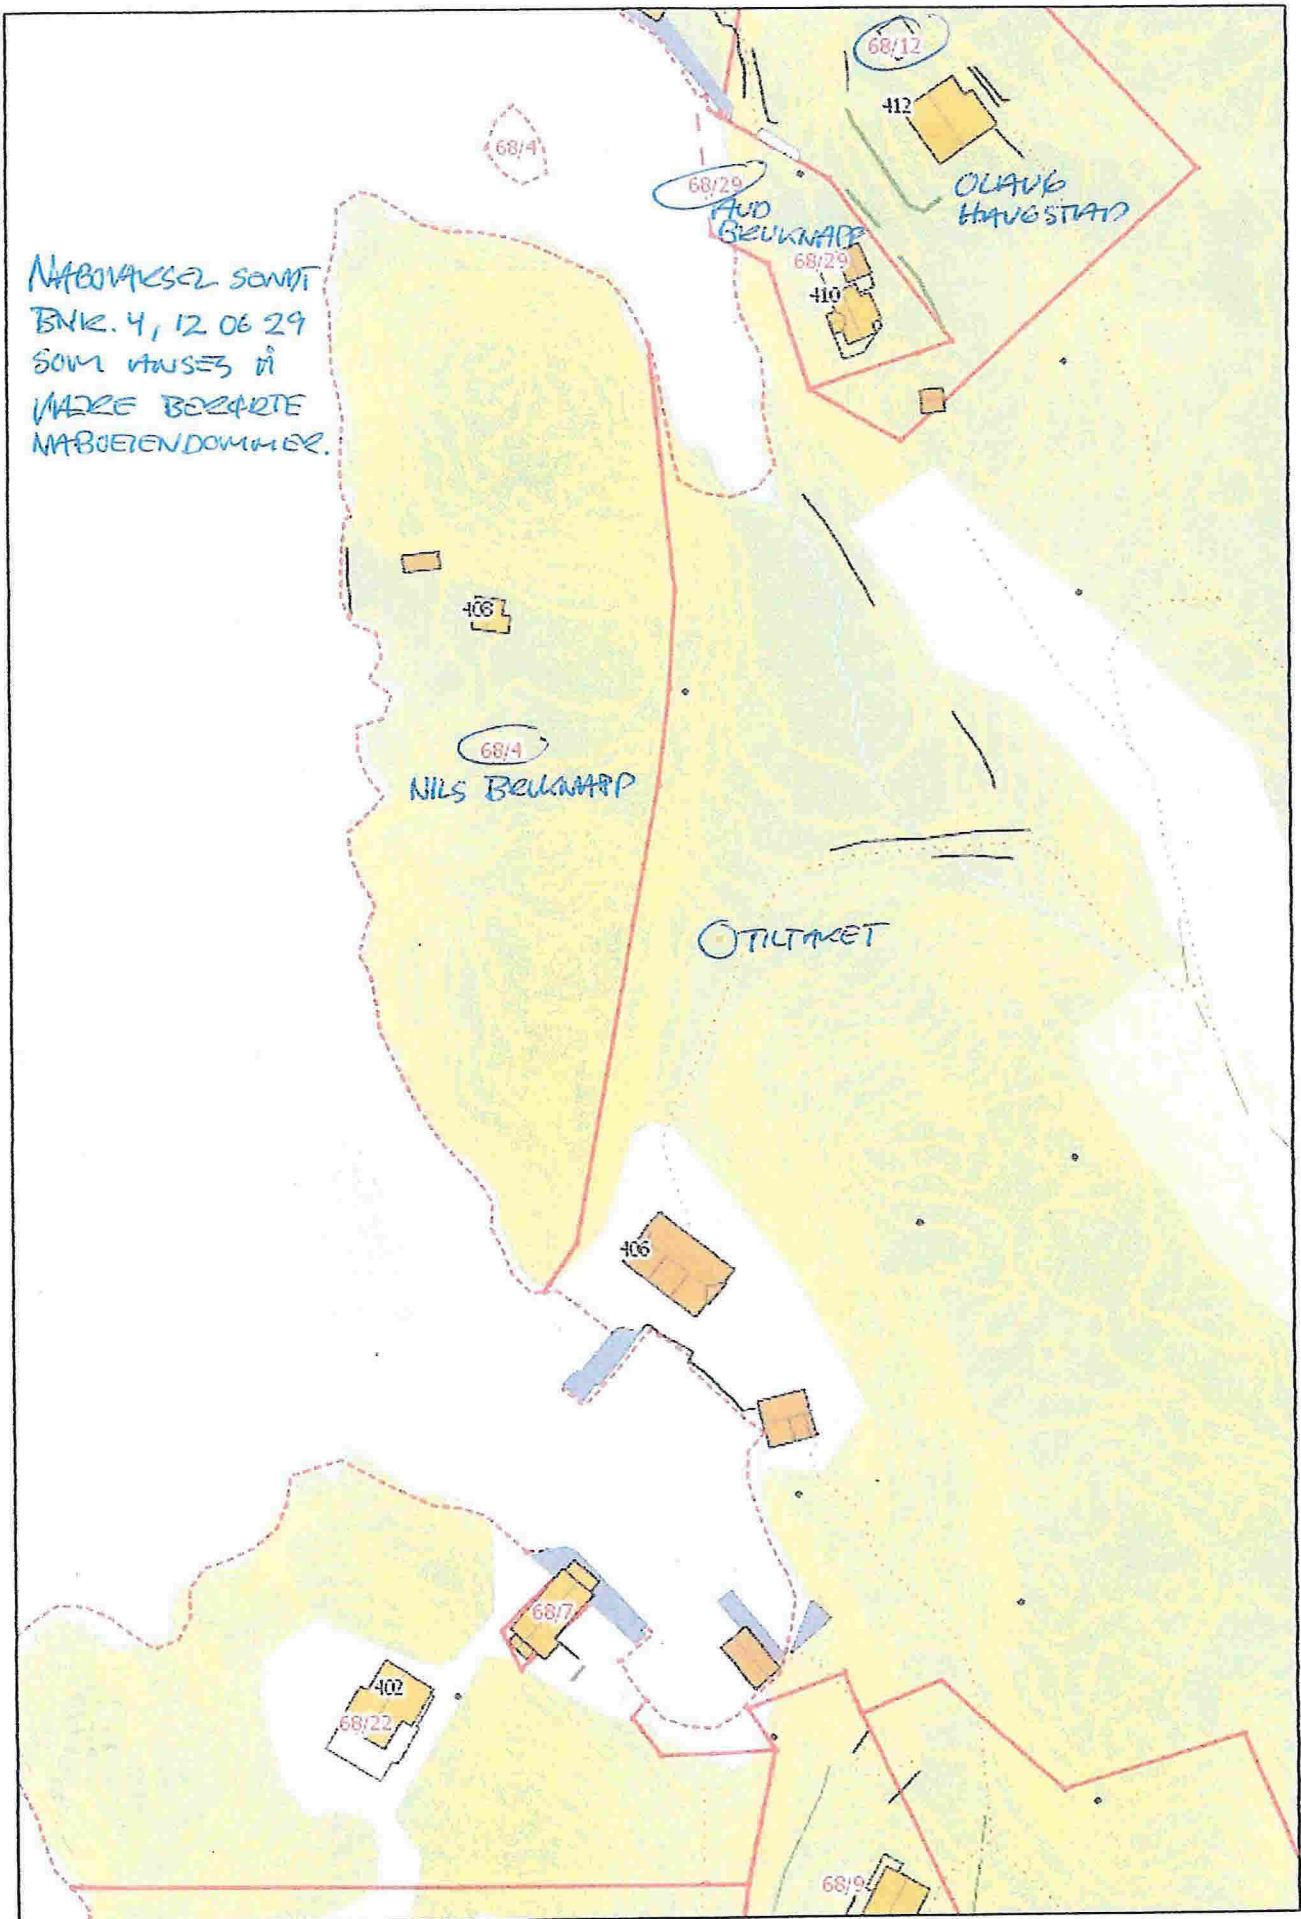 68/12
412
68/4
68/29
OLAUG
HAUGSTAD
AUD
BRUKNAPP
68/29
410
NABOVARSEL SENDT
BNR. 4, 12 OG 29
SOM ANSES Å
VÆRE BERØRTE
NABOEIENDOMMER.
408
68/4
NILS BRUKNAPP
TILTAKET
406
68/7
402
68/22
68/9